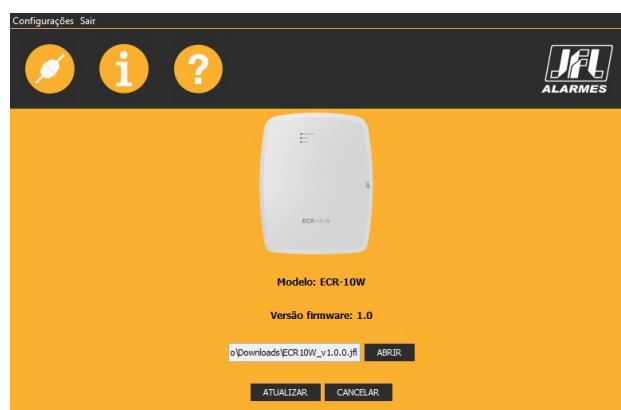 Configurações Sair
i ?
JFL
ALARMES
ECR-10W
Modelo: ECR-10W
Versão firmware: 1.0
o\Downloads\ECR10W_v1.0.0.jfl ABRIR
ATUALIZAR CANCELAR